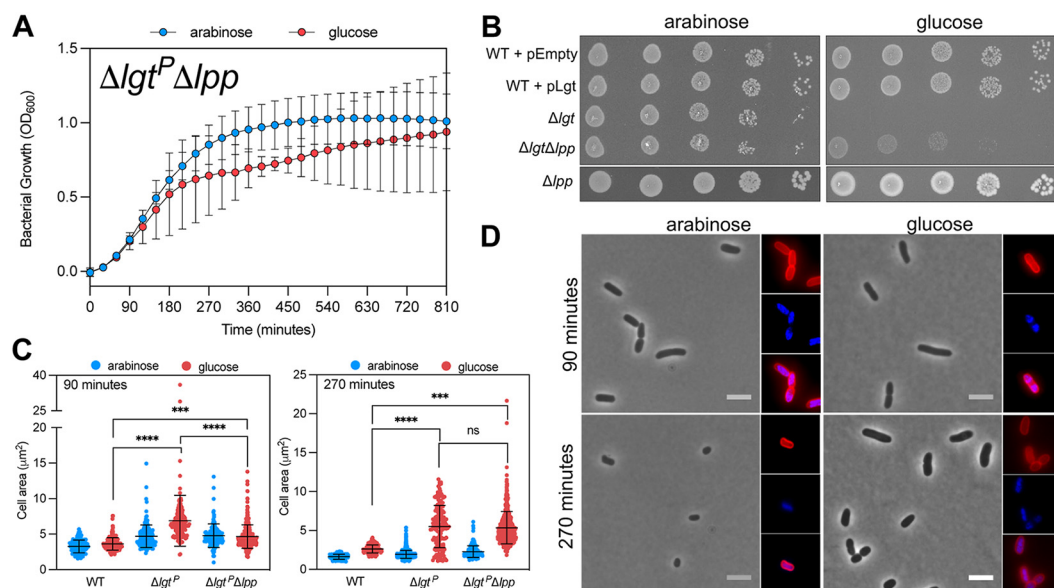 A
arabinose glucose
ΔlgtᴾΔlpp
Bacterial Growth (OD₆₀₀)
1.5
1.0
0.5
0.0
0 90 180 270 360 450 540 630 720 810
Time (minutes)
B
arabinose glucose
WT + pEmpty
WT + pLgt
Δlgt
ΔlgtΔlpp
Δlpp
C
arabinose glucose
90 minutes
Cell area (μm²)
40
25
25
20
15
10
5
0
*** 
**** ****
WT Δlgtᴾ ΔlgtᴾΔlpp
arabinose glucose
270 minutes
Cell area (μm²)
30
25
20
15
10
5
0
***
**** ns
WT Δlgtᴾ ΔlgtᴾΔlpp
D
arabinose glucose
90 minutes
270 minutes